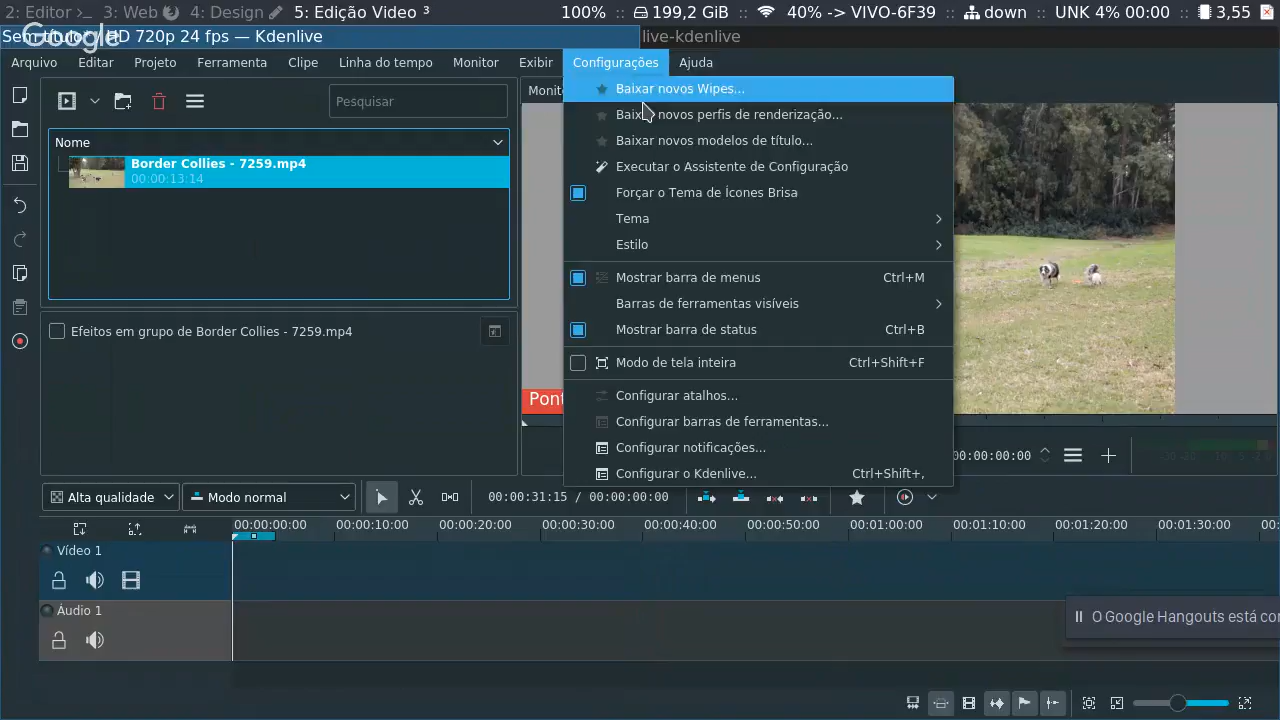 2: Editor 3: Web 4: Design 5: Edição Video ³ 100% :: 199,2 GiB :: 40% -> VIVO-6F39 :: down :: UNK 4% 00:00 :: 3,55
Google
HD 720p 24 fps — Kdenlive
live-kdenlive
Arquivo Editar Projeto Ferramenta Clipe Linha do tempo Monitor Exibir Configurações Ajuda
Pesquisar
Nome
Border Collies - 7259.mp4
00:00:13:14
Efeitos em grupo de Border Collies - 7259.mp4
Baixar novos Wipes...
Baixar novos perfis de renderização...
Baixar novos modelos de título...
Executar o Assistente de Configuração
Forçar o Tema de Ícones Brisa
Tema
Estilo
Mostrar barra de menus Ctrl+M
Barras de ferramentas visíveis
Mostrar barra de status Ctrl+B
Modo de tela inteira Ctrl+Shift+F
Configurar atalhos...
Configurar barras de ferramentas...
Configurar notificações...
Configurar o Kdenlive... Ctrl+Shift+,
00:00:00:00
Alta qualidade Modo normal 00:00:31:15 / 00:00:00:00
00:00:00:00 00:00:10:00 00:00:20:00 00:00:30:00 00:00:40:00 00:00:50:00 00:01:00:00 00:01:10:00 00:01:20:00 00:01:30:00 00:
Vídeo 1
Áudio 1
O Google Hangouts está